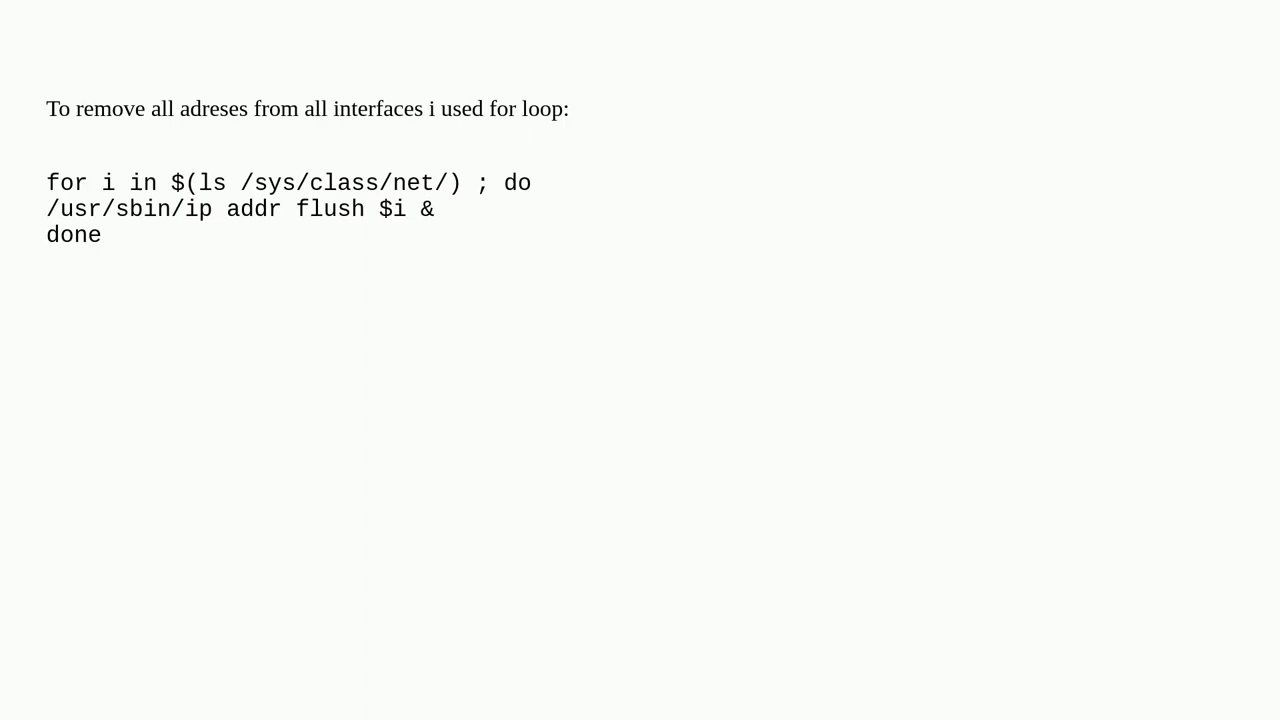 To remove all adreses from all interfaces i used for loop:
for i in $(ls /sys/class/net/) ; do
/usr/sbin/ip addr flush $i &
done